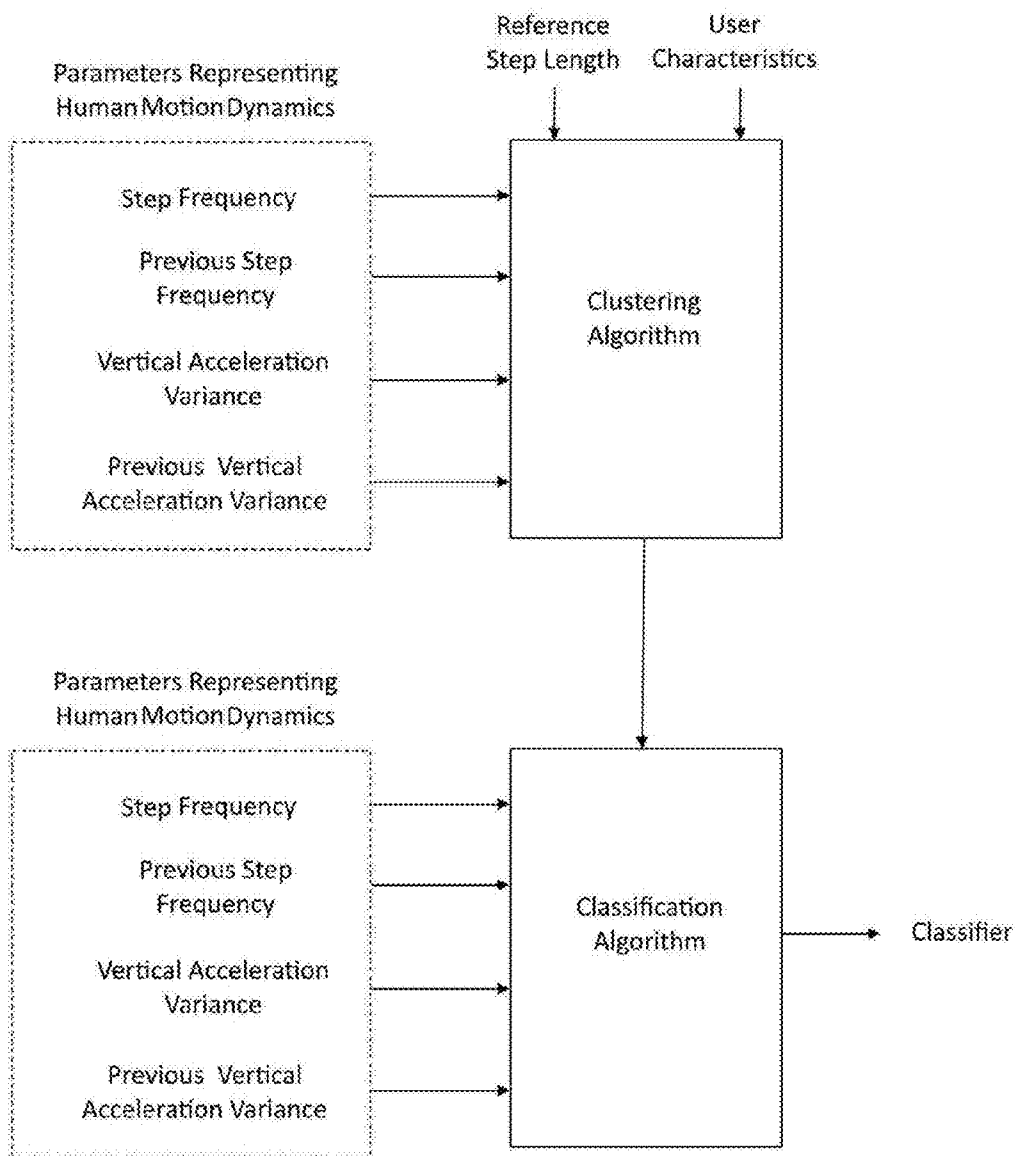 Reference
Step Length
User
Characteristics
Parameters Representing
Human Motion Dynamics
Step Frequency
Previous Step
Frequency
Vertical Acceleration
Variance
Previous Vertical
Acceleration Variance
Clustering
Algorithm
Parameters Representing
Human Motion Dynamics
Step Frequency
Previous Step
Frequency
Vertical Acceleration
Variance
Previous Vertical
Acceleration Variance
Classification
Algorithm
Classifier